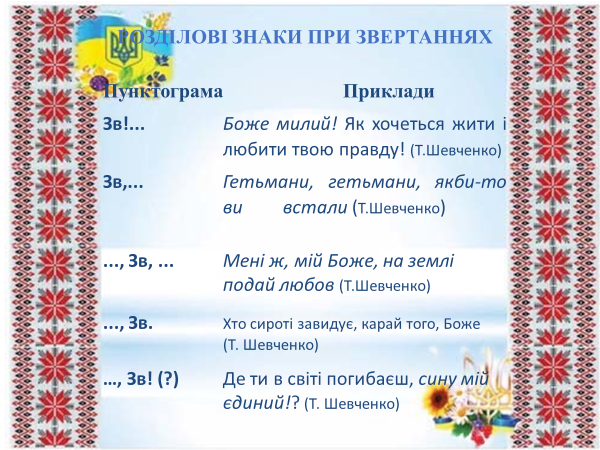 РОЗДІЛОВІ ЗНАКИ ПРИ ЗВЕРТАННЯХ
Пунктограма Приклади
Зв!... Боже милий! Як хочеться жити і
любити твою правду! (Т.Шевченко)
Зв,... Гетьмани, гетьмани, якби-то
ви встали (Т.Шевченко)
..., Зв, ... Мені ж, мій Боже, на землі
подай любов (Т.Шевченко)
..., Зв. Хто сироті завидує, карай того, Боже
(Т. Шевченко)
..., Зв! (?) Де ти в світі погибаєш, сину мій
єдиний!? (Т. Шевченко)